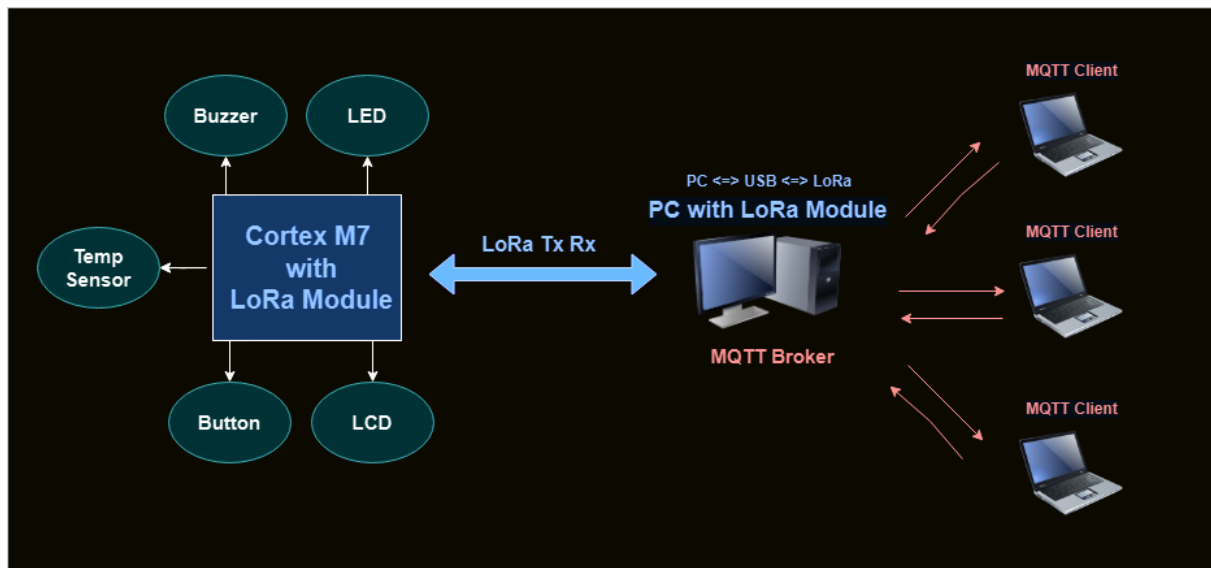 MQTT Client
Buzzer
LED
PC <=> USB <=> LoRa
PC with LoRa Module
Cortex M7
with
LoRa Module
LoRa Tx Rx
MQTT Client
Temp
Sensor
MQTT Broker
Button
LCD
MQTT Client